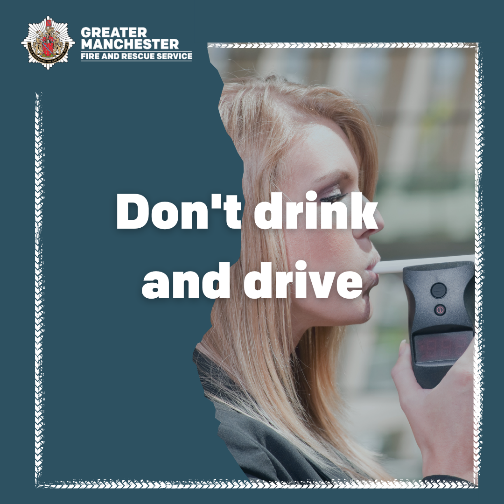 GREATER
MANCHESTER
FIRE AND RESCUE SERVICE
Don't drink
and drive